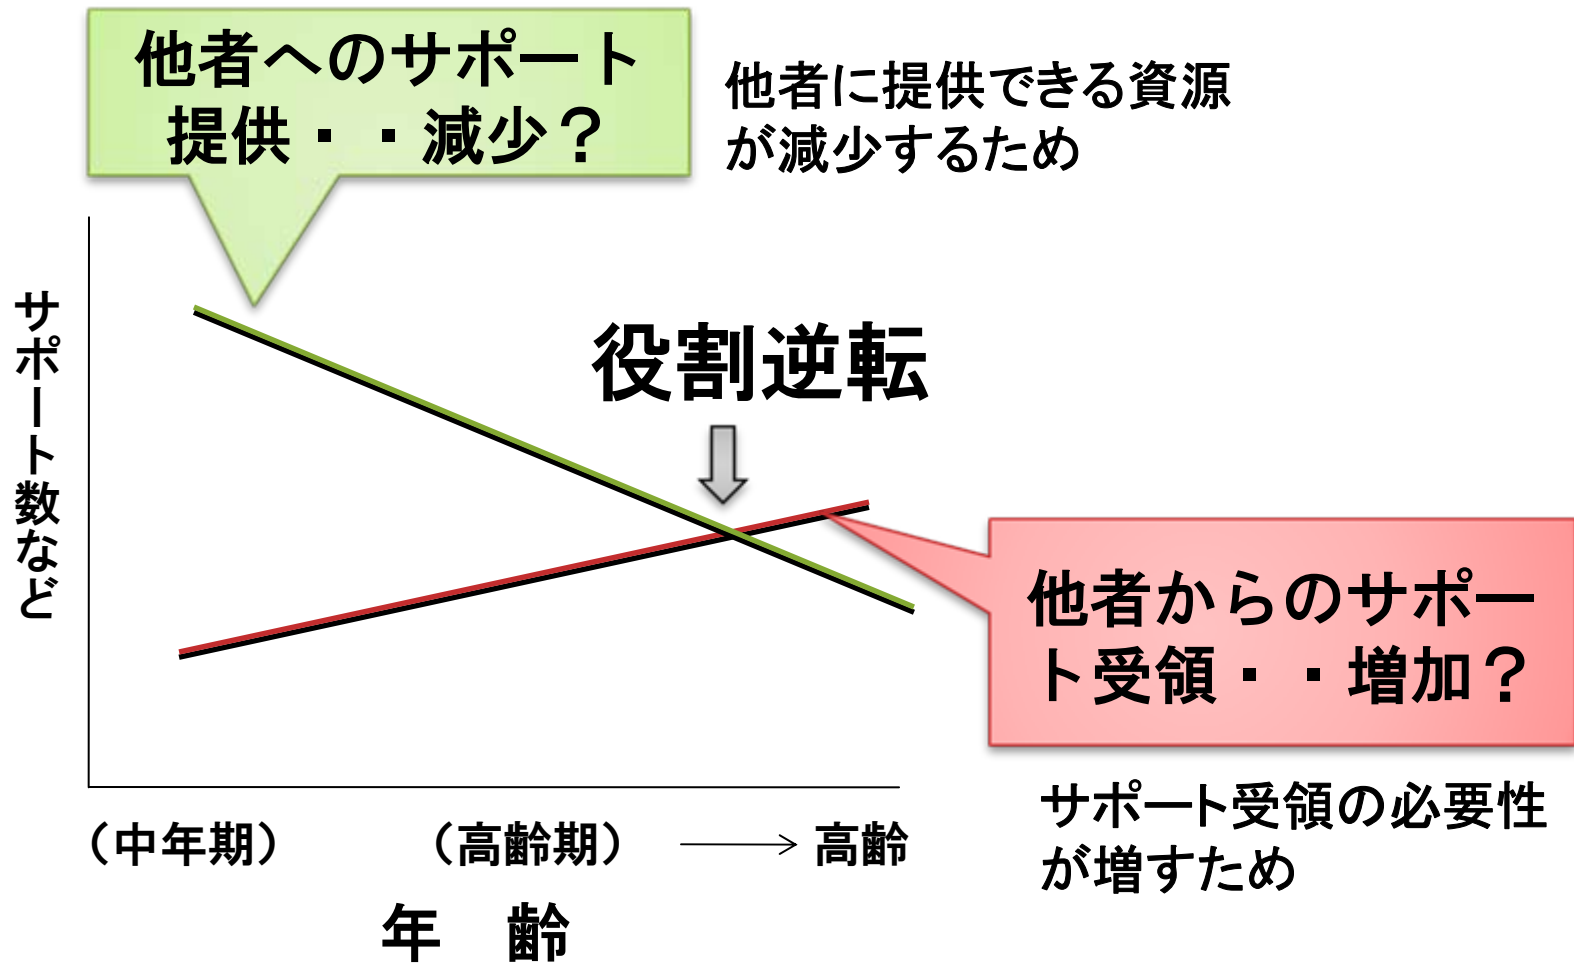 他者へのサポート
提供・・減少？
他者に提供できる資源
が減少するため
サポート数など
役割逆転
他者からのサポー
ト受領・・増加？
サポート受領の必要性
が増すため
（中年期）
（高齢期）
高齢
年　齢